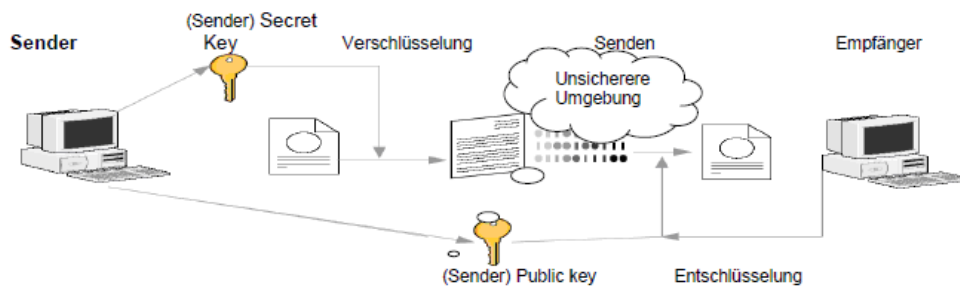 (Sender) Secret
Key
Sender
Verschlüsselung
Senden
Empfänger
Unsicherere
Umgebung
(Sender) Public key
Entschlüsselung